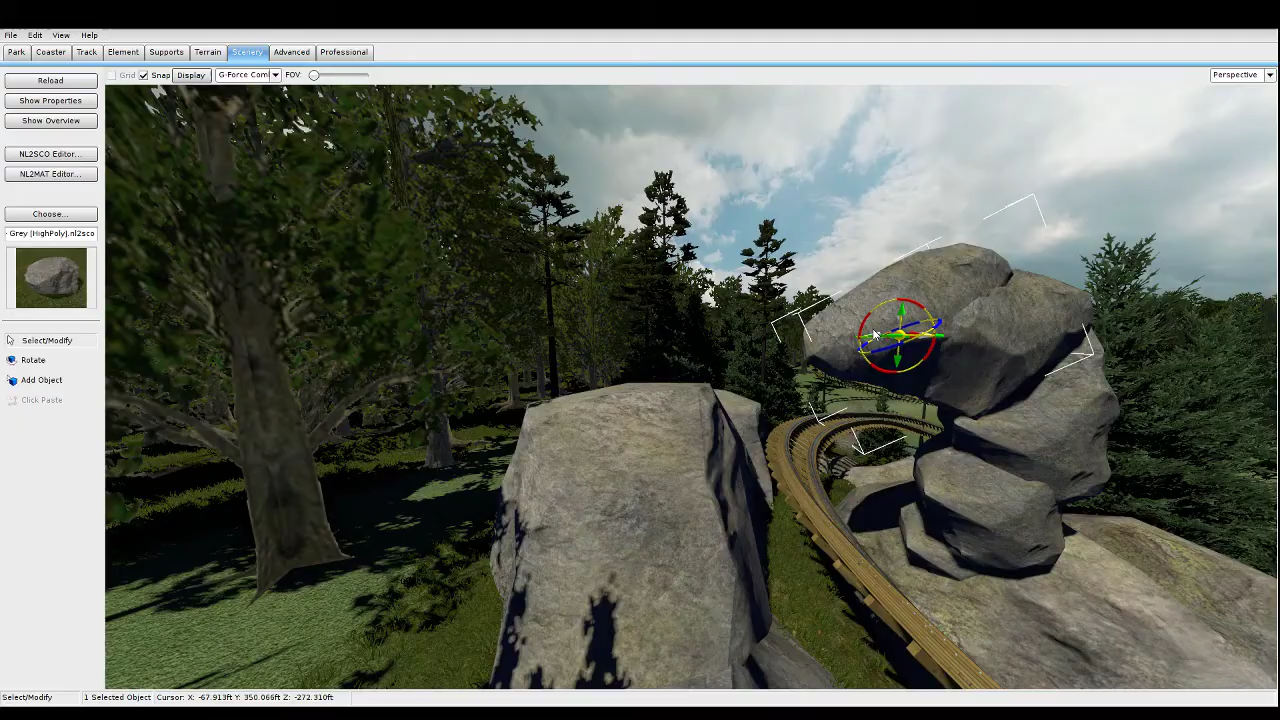 File Edit View Help
Park Coaster Track Element Supports Terrain Scenery Advanced Professional
Reload
Show Properties
Show Overview
NL2SCO Editor...
NL2MAT Editor...
Choose...
Grey [HighPoly].nl2sco
Select/Modify
Rotate
Add Object
Click Paste
Grid Snap Display G-Force Com FOV: Perspective
Select/Modify 1 Selected Object Cursor: X: -67.913ft Y: 350.066ft Z: -272.310ft